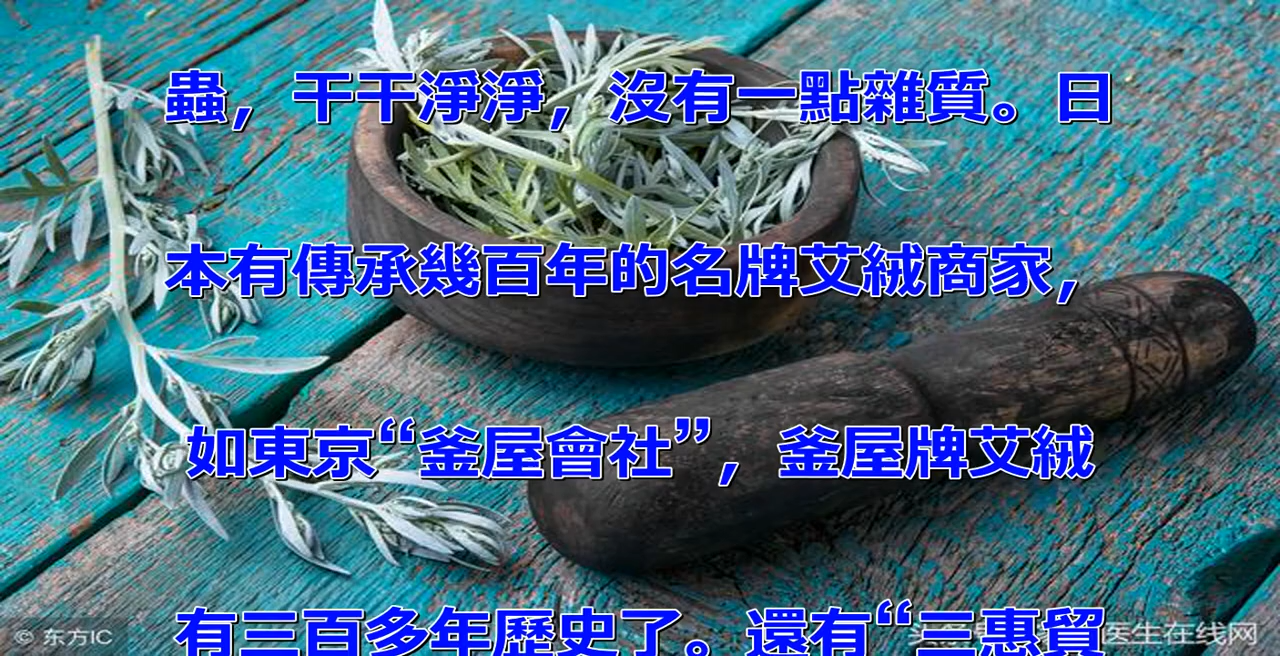 蟲，干干淨淨，沒有一點雜質。日
本有傳承幾百年的名牌艾絨商家，
如東京“釜屋會社”，釜屋牌艾絨
有三百多年歷史了。還有“三惠貿
© 东方IC
医生在线网